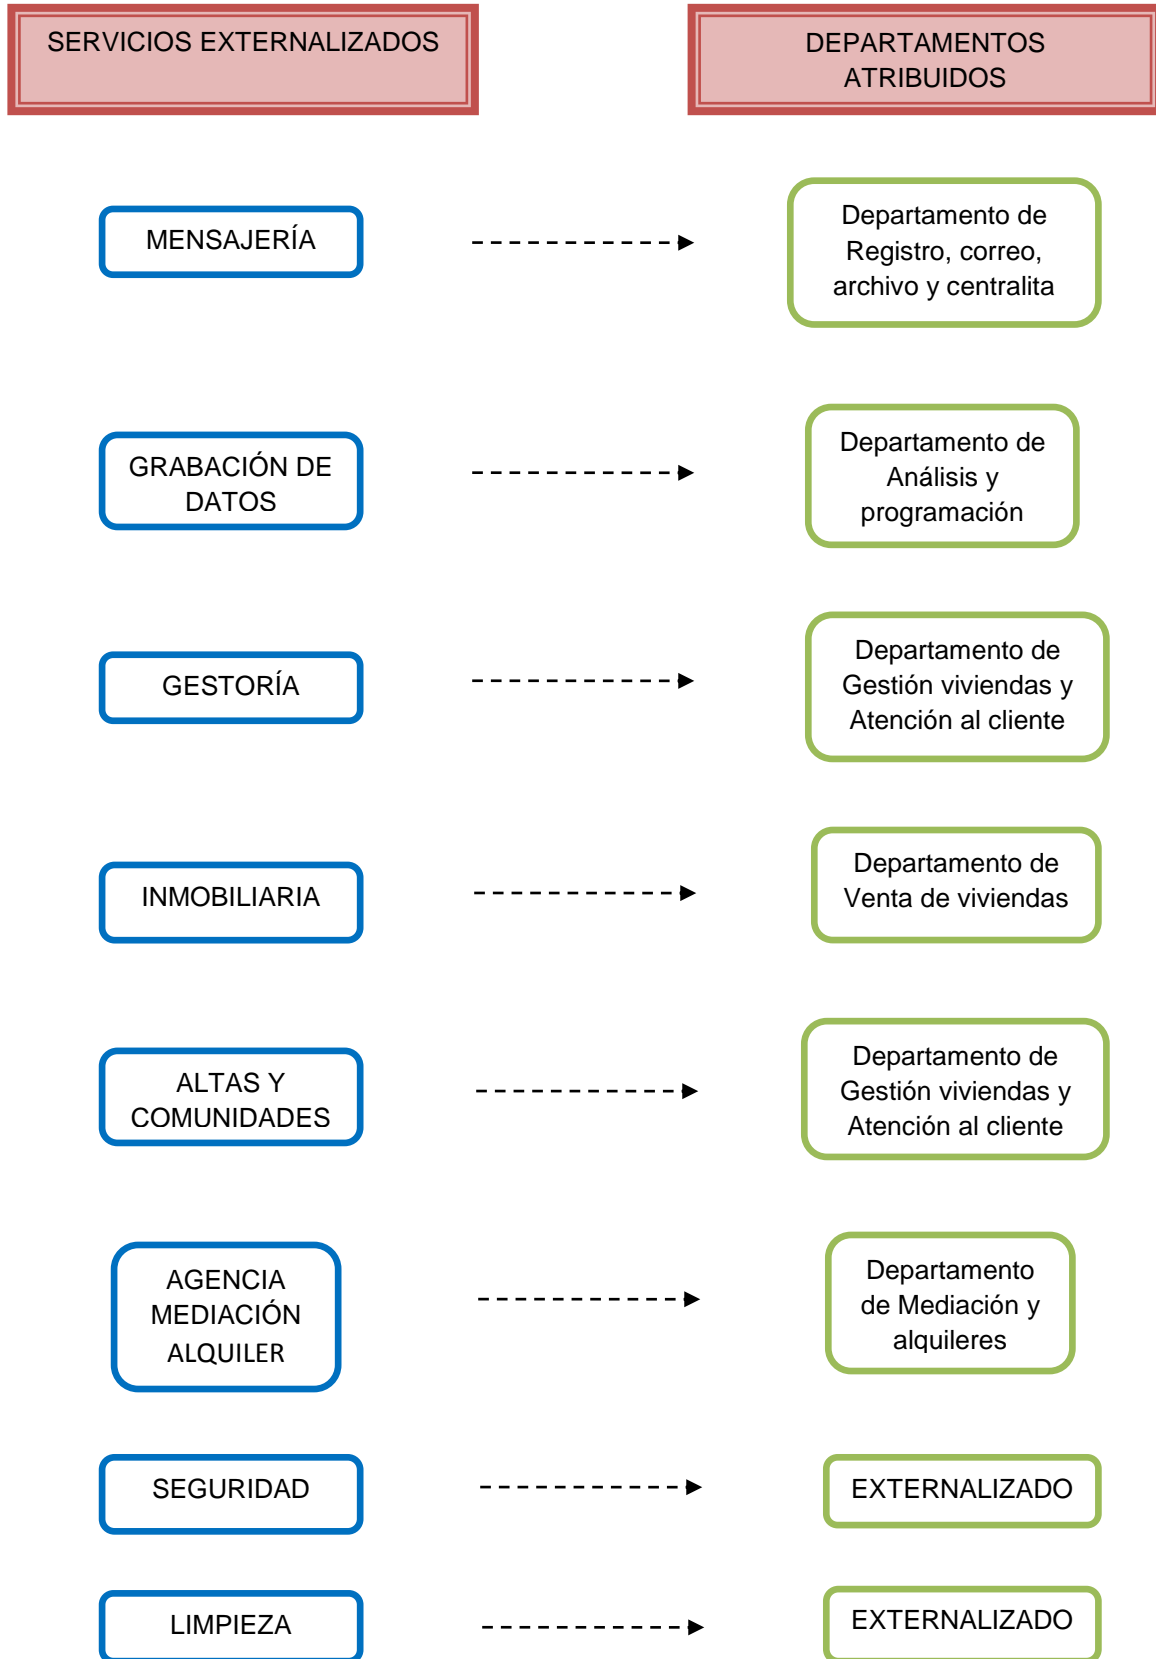 SERVICIOS EXTERNALIZADOS
DEPARTAMENTOS
ATRIBUIDOS
MENSAJERÍA
Departamento de
Registro, correo,
archivo y centralita
GRABACIÓN DE
DATOS
Departamento de
Análisis y
programación
GESTORÍA
Departamento de
Gestión viviendas y
Atención al cliente
INMOBILIARIA
Departamento de
Venta de viviendas
ALTAS Y
COMUNIDADES
Departamento de
Gestión viviendas y
Atención al cliente
AGENCIA
MEDIACIÓN
ALQUILER
Departamento
de Mediación y
alquileres
SEGURIDAD
EXTERNALIZADO
LIMPIEZA
EXTERNALIZADO